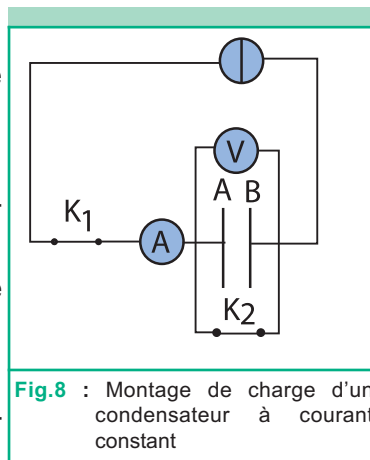 V
A B
K1
A
K2
Fig.8 : Montage de charge d'un
condensateur à courant
constant